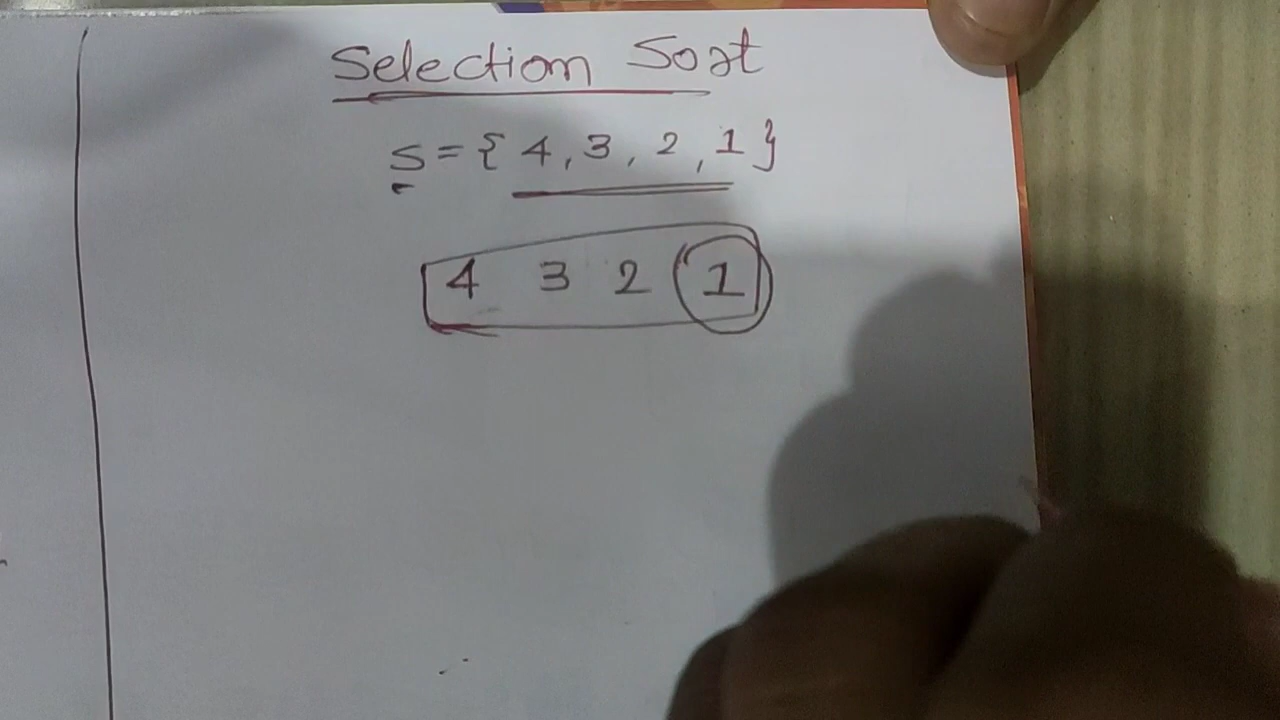 Selection Sort
S = { 4, 3, 2, 1 }
4 3 2 1